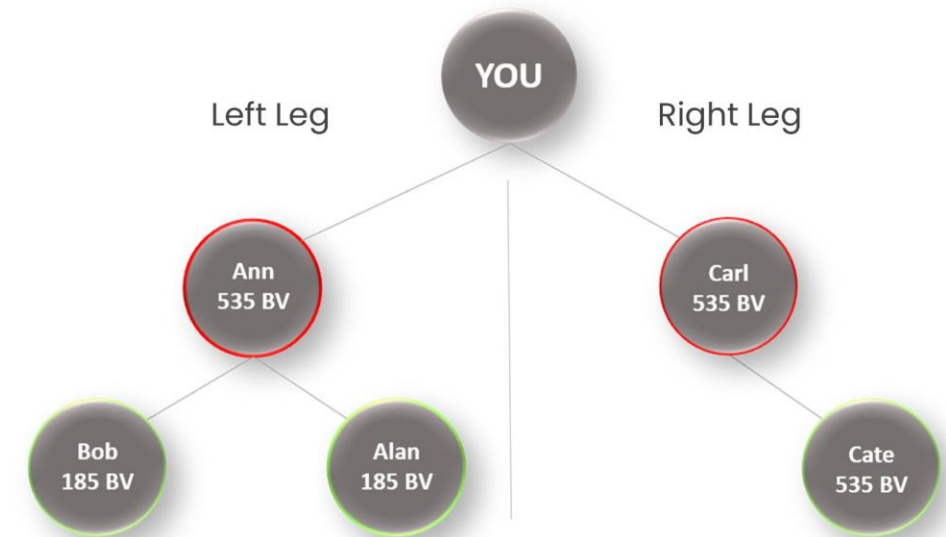 YOU
Left Leg
Right Leg
Ann
535 BV
Carl
535 BV
Bob
185 BV
Alan
185 BV
Cate
535 BV